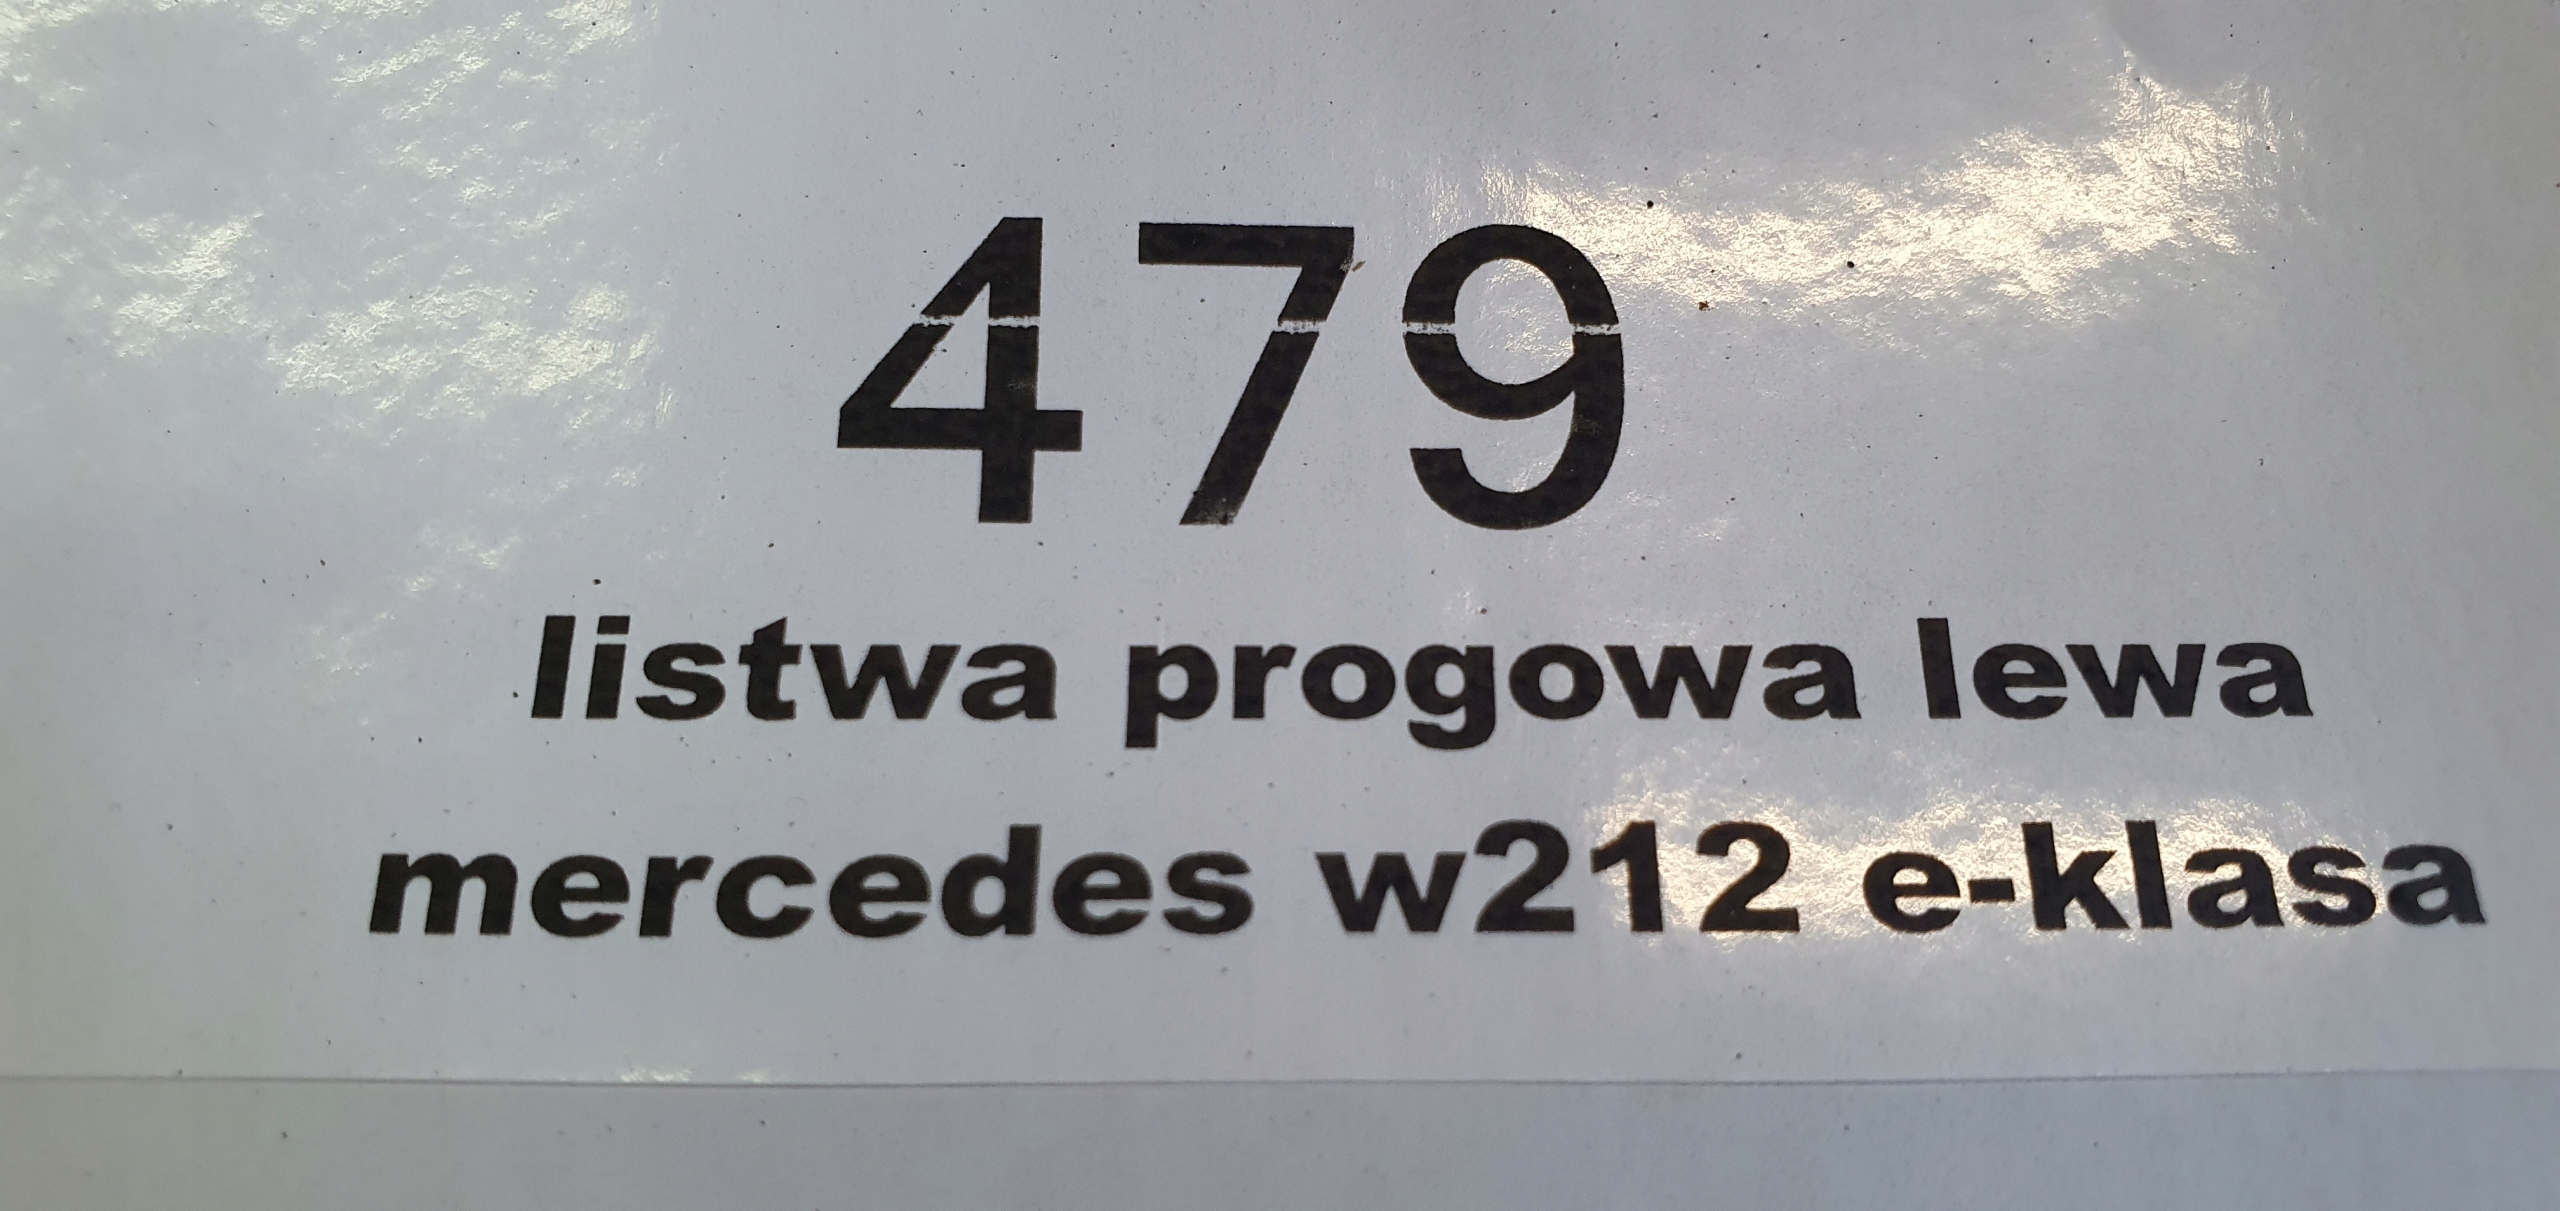 479
listwa progowa lewa
mercedes w212 e-klasa